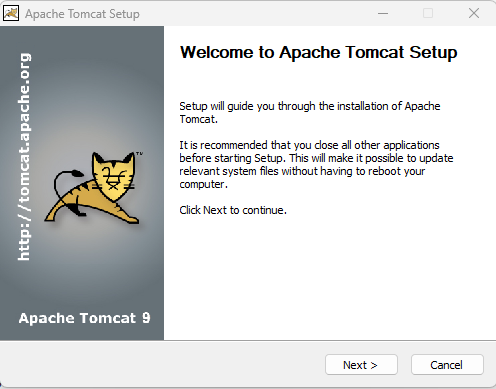 Apache Tomcat Setup
http://tomcat.apache.org
Apache Tomcat 9
Welcome to Apache Tomcat Setup
Setup will guide you through the installation of Apache
Tomcat.
It is recommended that you close all other applications
before starting Setup. This will make it possible to update
relevant system files without having to reboot your
computer.
Click Next to continue.
TM
Next >
Cancel